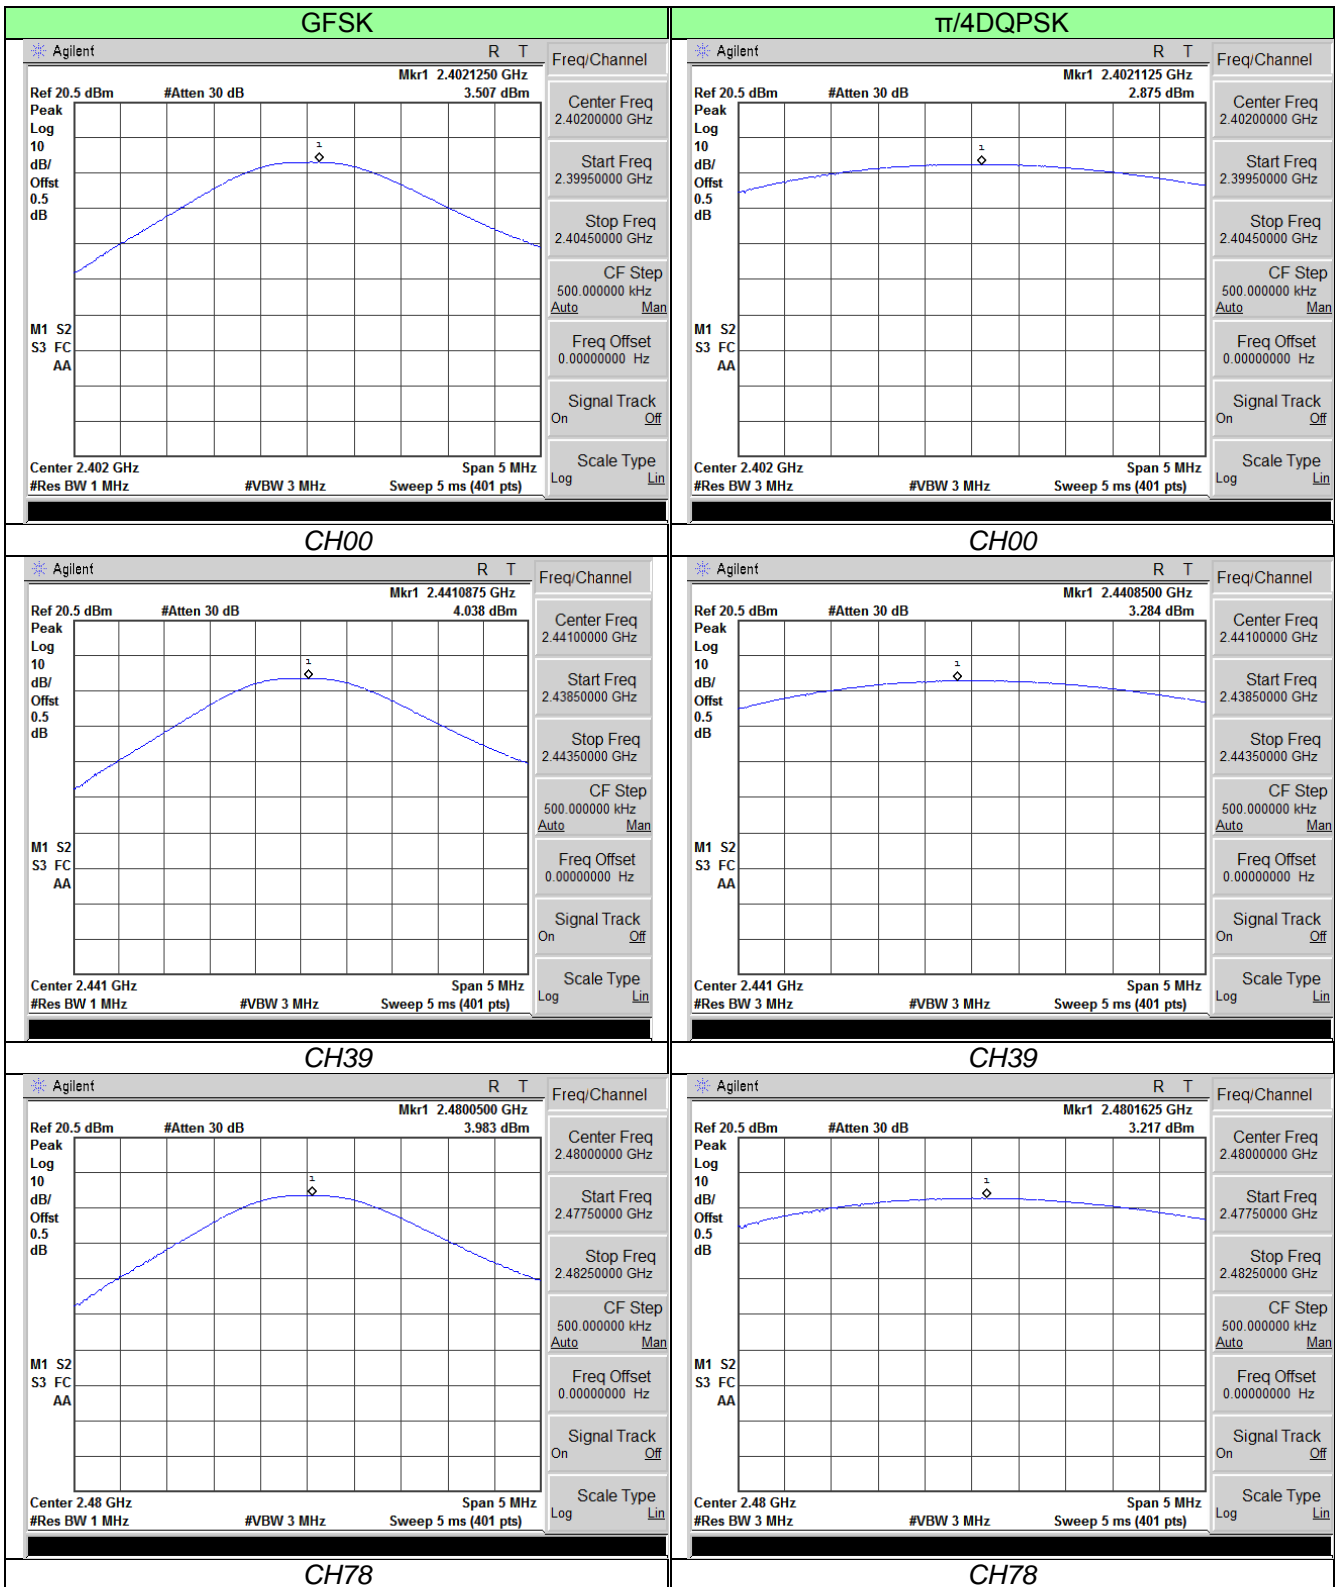 GFSK
π/4DQPSK
Agilent
R T
Freq/Channel
Mkr1 2.4021250 GHz
Ref 20.5 dBm #Atten 30 dB 3.507 dBm
Peak
Log
10
dB/
Offst
0.5
dB
1
M1 S2
S3 FC
AA
Center 2.402 GHz Span 5 MHz
#Res BW 1 MHz #VBW 3 MHz Sweep 5 ms (401 pts)
Center Freq
2.40200000 GHz
Start Freq
2.39950000 GHz
Stop Freq
2.40450000 GHz
CF Step
500.000000 kHz
Auto Man
Freq Offset
0.00000000 Hz
Signal Track
On Off
Scale Type
Log Lin
Agilent
R T
Freq/Channel
Mkr1 2.4021125 GHz
Ref 20.5 dBm #Atten 30 dB 2.875 dBm
Peak
Log
10
dB/
Offst
0.5
dB
1
M1 S2
S3 FC
AA
Center 2.402 GHz Span 5 MHz
#Res BW 3 MHz #VBW 3 MHz Sweep 5 ms (401 pts)
Center Freq
2.40200000 GHz
Start Freq
2.39950000 GHz
Stop Freq
2.40450000 GHz
CF Step
500.000000 kHz
Auto Man
Freq Offset
0.00000000 Hz
Signal Track
On Off
Scale Type
Log Lin
CH00
CH00
Agilent
R T
Freq/Channel
Mkr1 2.4410875 GHz
Ref 20.5 dBm #Atten 30 dB 4.038 dBm
Peak
Log
10
dB/
Offst
0.5
dB
1
M1 S2
S3 FC
AA
Center 2.441 GHz Span 5 MHz
#Res BW 1 MHz #VBW 3 MHz Sweep 5 ms (401 pts)
Center Freq
2.44100000 GHz
Start Freq
2.43850000 GHz
Stop Freq
2.44350000 GHz
CF Step
500.000000 kHz
Auto Man
Freq Offset
0.00000000 Hz
Signal Track
On Off
Scale Type
Log Lin
Agilent
R T
Freq/Channel
Mkr1 2.4408500 GHz
Ref 20.5 dBm #Atten 30 dB 3.284 dBm
Peak
Log
10
dB/
Offst
0.5
dB
1
M1 S2
S3 FC
AA
Center 2.441 GHz Span 5 MHz
#Res BW 3 MHz #VBW 3 MHz Sweep 5 ms (401 pts)
Center Freq
2.44100000 GHz
Start Freq
2.43850000 GHz
Stop Freq
2.44350000 GHz
CF Step
500.000000 kHz
Auto Man
Freq Offset
0.00000000 Hz
Signal Track
On Off
Scale Type
Log Lin
CH39
CH39
Agilent
R T
Freq/Channel
Mkr1 2.4800500 GHz
Ref 20.5 dBm #Atten 30 dB 3.983 dBm
Peak
Log
10
dB/
Offst
0.5
dB
1
M1 S2
S3 FC
AA
Center 2.48 GHz Span 5 MHz
#Res BW 1 MHz #VBW 3 MHz Sweep 5 ms (401 pts)
Center Freq
2.48000000 GHz
Start Freq
2.47750000 GHz
Stop Freq
2.48250000 GHz
CF Step
500.000000 kHz
Auto Man
Freq Offset
0.00000000 Hz
Signal Track
On Off
Scale Type
Log Lin
Agilent
R T
Freq/Channel
Mkr1 2.4801625 GHz
Ref 20.5 dBm #Atten 30 dB 3.217 dBm
Peak
Log
10
dB/
Offst
0.5
dB
1
M1 S2
S3 FC
AA
Center 2.48 GHz Span 5 MHz
#Res BW 3 MHz #VBW 3 MHz Sweep 5 ms (401 pts)
Center Freq
2.48000000 GHz
Start Freq
2.47750000 GHz
Stop Freq
2.48250000 GHz
CF Step
500.000000 kHz
Auto Man
Freq Offset
0.00000000 Hz
Signal Track
On Off
Scale Type
Log Lin
CH78
CH78